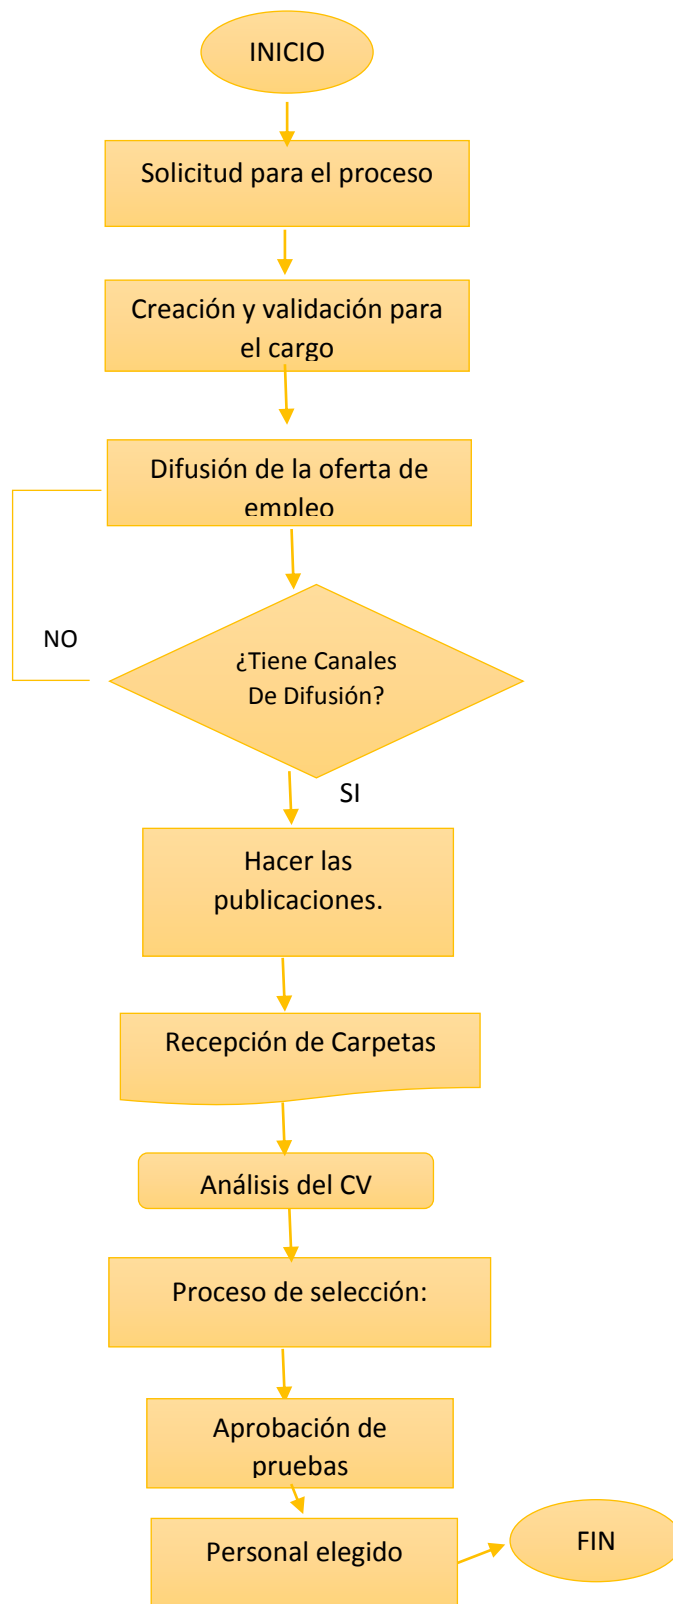 INICIO
Solicitud para el proceso
Creación y validación para
el cargo
Difusión de la oferta de
empleo
NO
¿Tiene Canales
De Difusión?
SI
Hacer las
publicaciones.
Recepción de Carpetas
Análisis del CV
Proceso de selección:
Aprobación de
pruebas
Personal elegido
FIN